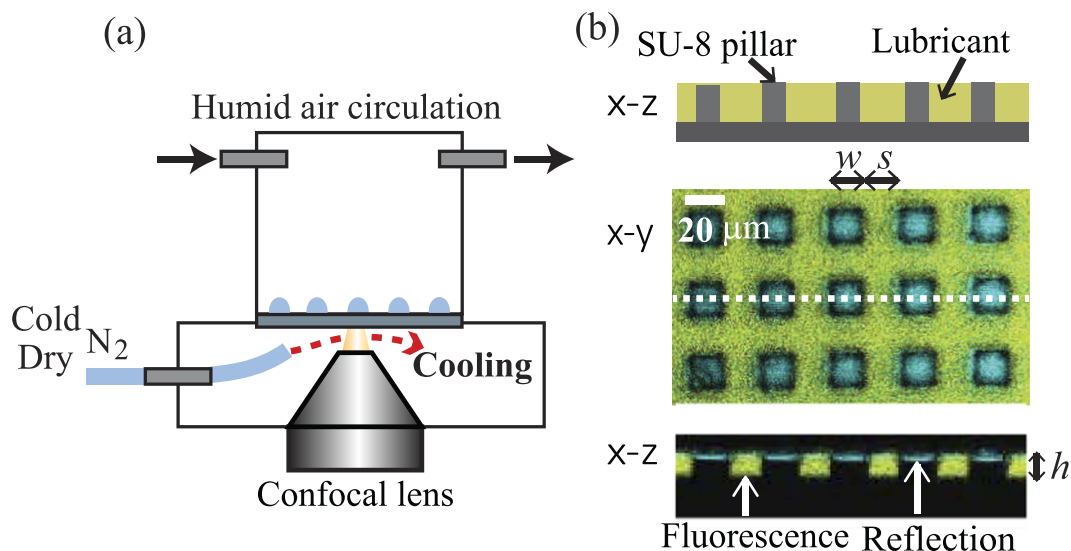 (a)
Humid air circulation
Cold
Dry N2
Cooling
Confocal lens
(b)
SU-8 pillar
Lubricant
x-z
w s
x-y
20 μm
x-z
h
Fluorescence
Reflection